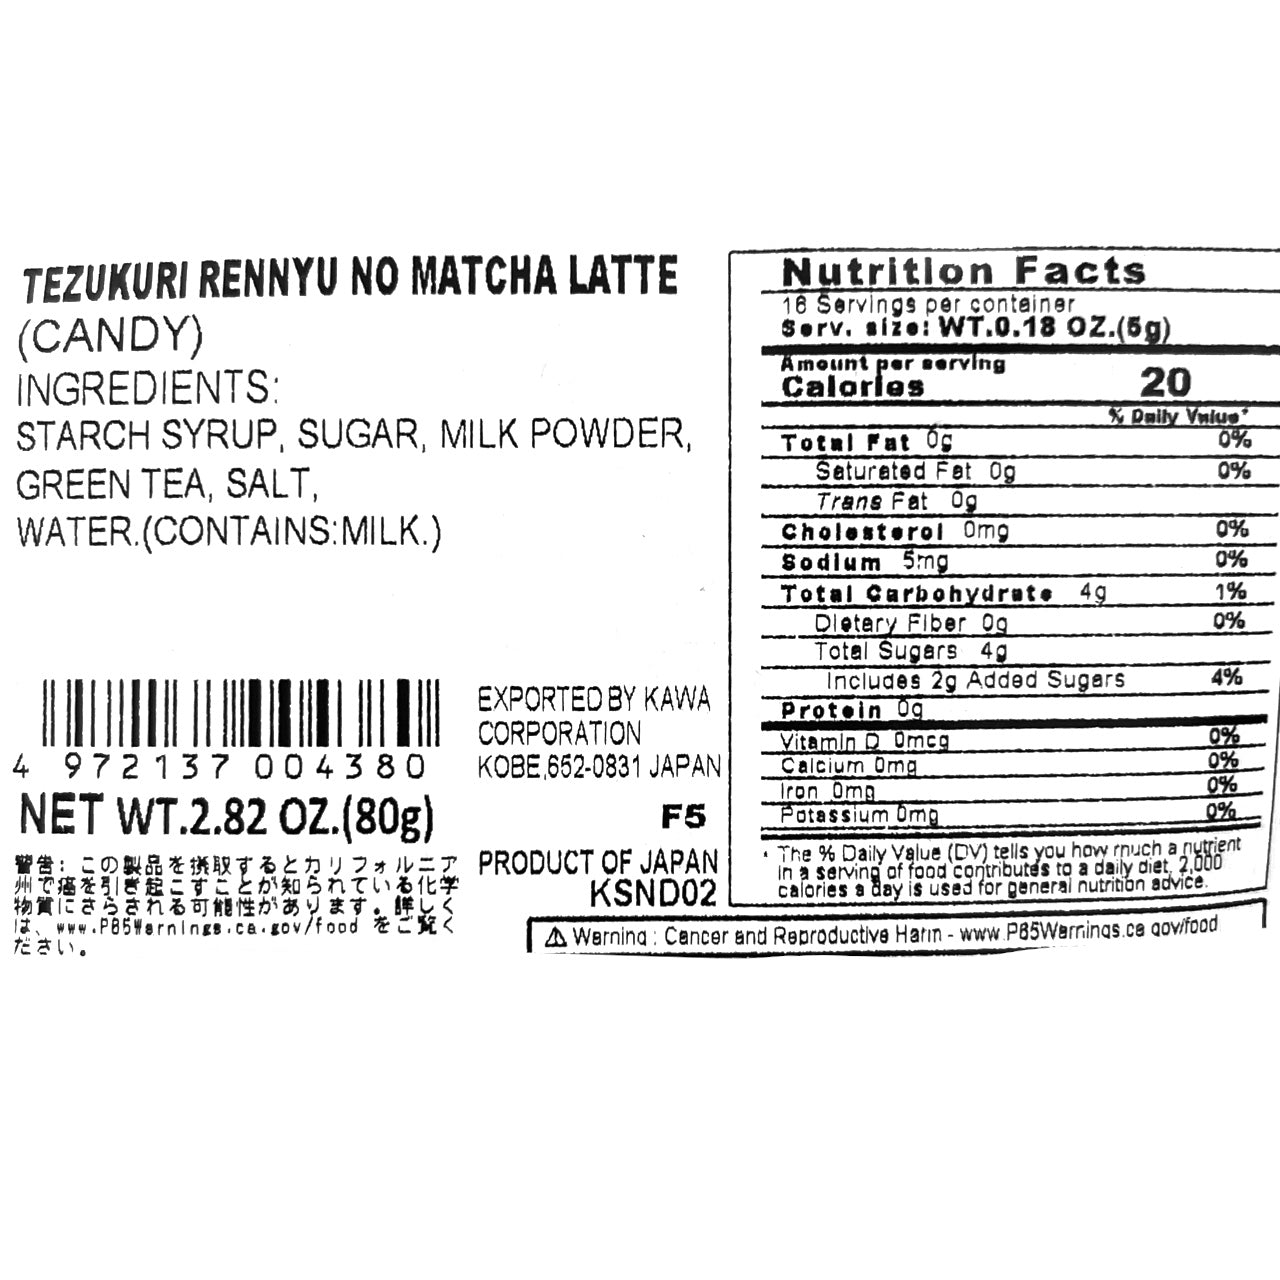 TEZUKURI RENNYU NO MATCHA LATTE
(CANDY)
INGREDIENTS:
STARCH SYRUP, SUGAR, MILK POWDER,
GREEN TEA, SALT,
WATER.(CONTAINS:MILK.)
4 972137 004380
NET WT.2.82 OZ.(80g)
警告: この製品を摂取するとカリフォルニア
州で癌を引き起こすことが知られている化学
物質にさらされる可能性があります。詳しく
は、www.P65Warnings.ca.gov/food をご覧く
ださい。
EXPORTED BY KAWA
CORPORATION
KOBE,652-0831 JAPAN
F5
PRODUCT OF JAPAN
KSND02
Nutrition Facts
16 Servings per container
Serv. size: WT.0.18 OZ.(5g)
Amount per serving
Calories 20
% Daily Value*
Total Fat 0g 0%
Saturated Fat 0g 0%
Trans Fat 0g
Cholesterol 0mg 0%
Sodium 5mg 0%
Total Carbohydrate 4g 1%
Dietary Fiber 0g 0%
Total Sugars 4g
Includes 2g Added Sugars 4%
Protein 0g
Vitamin D 0mcg 0%
Calcium 0mg 0%
Iron 0mg 0%
Potassium 0mg 0%
* The % Daily Value (DV) tells you how much a nutrient
in a serving of food contributes to a daily diet. 2,000
calories a day is used for general nutrition advice.
⚠ Warning : Cancer and Reproductive Harm - www.P65Warnings.ca.gov/food